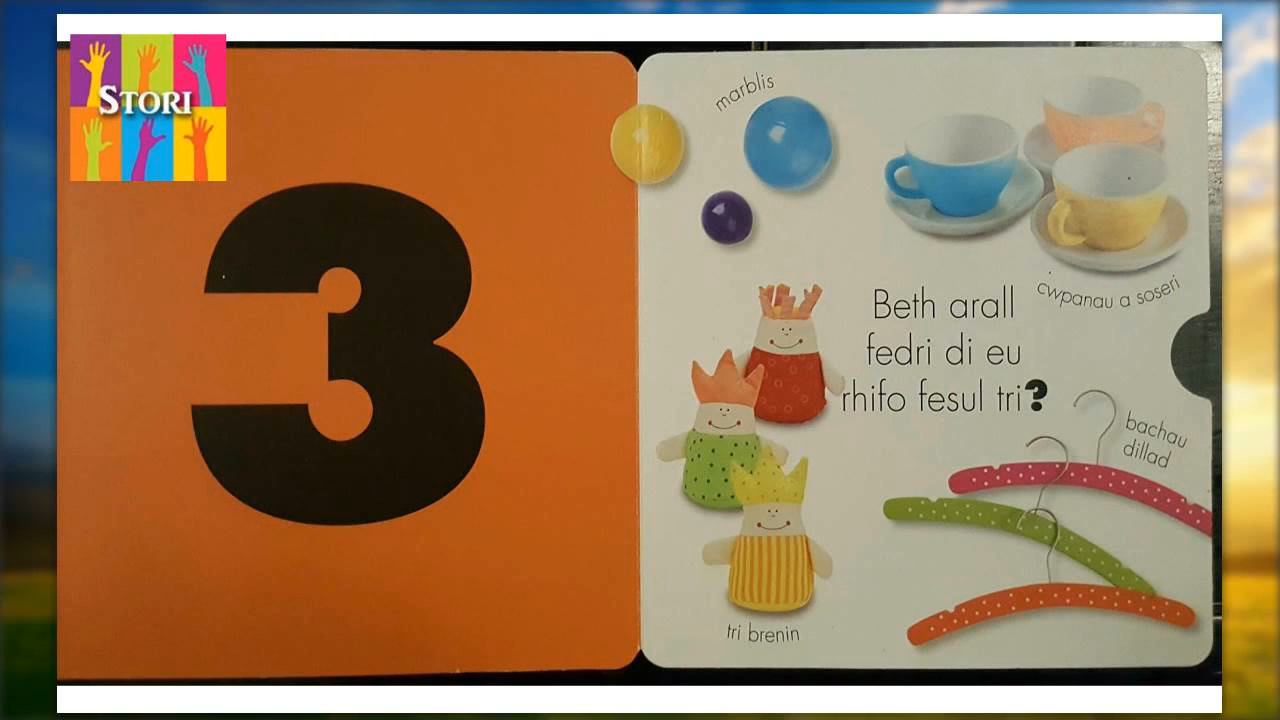 STORI
3
marblis
cwpanau a soseri
Beth arall
fedri di eu
rhifo fesul tri?
bachau
dillad
tri brenin